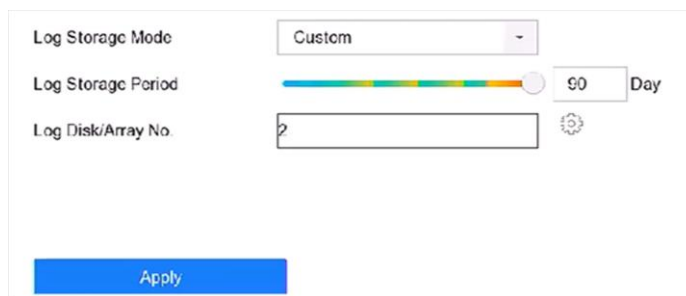 Log Storage Mode Custom
Log Storage Period 90 Day
Log Disk/Array No. 2
Apply